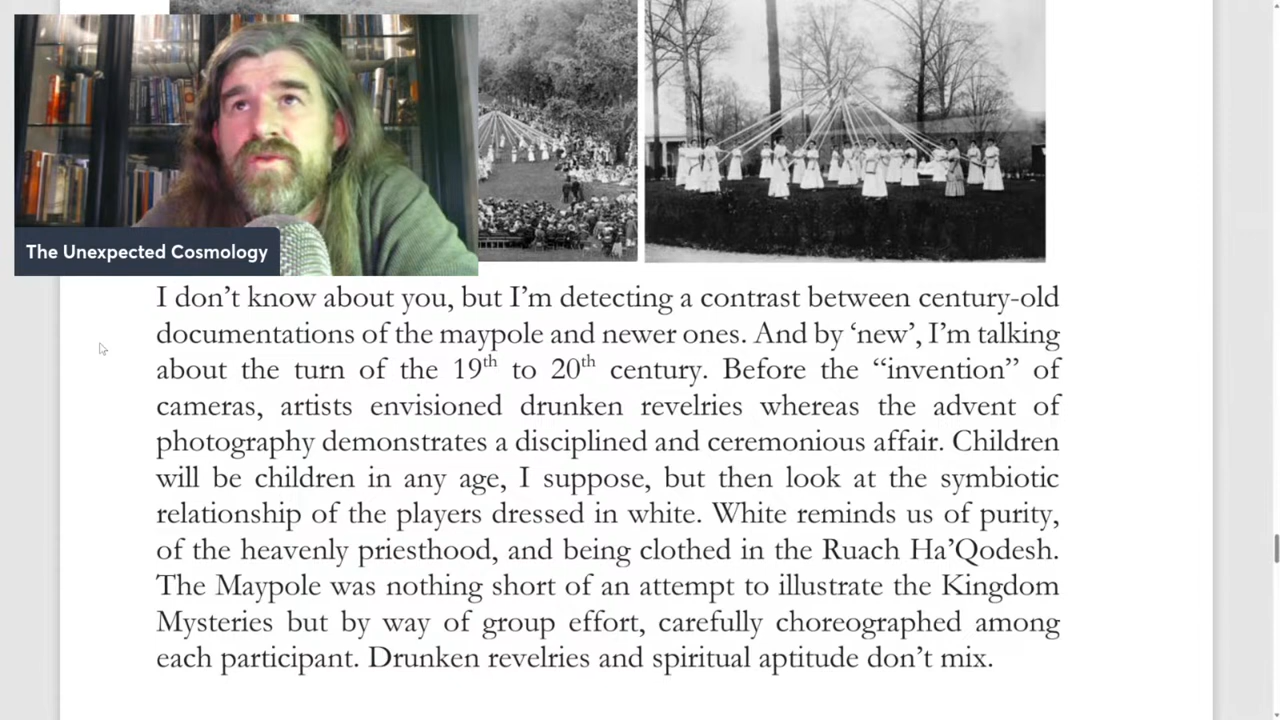 The Unexpected Cosmology
I don’t know about you, but I’m detecting a contrast between century-old
documentations of the maypole and newer ones. And by ‘new’, I’m talking
about the turn of the 19th to 20th century. Before the “invention” of
cameras, artists envisioned drunken revelries whereas the advent of
photography demonstrates a disciplined and ceremonious affair. Children
will be children in any age, I suppose, but then look at the symbiotic
relationship of the players dressed in white. White reminds us of purity,
of the heavenly priesthood, and being clothed in the Ruach Ha’Qodesh.
The Maypole was nothing short of an attempt to illustrate the Kingdom
Mysteries but by way of group effort, carefully choreographed among
each participant. Drunken revelries and spiritual aptitude don’t mix.